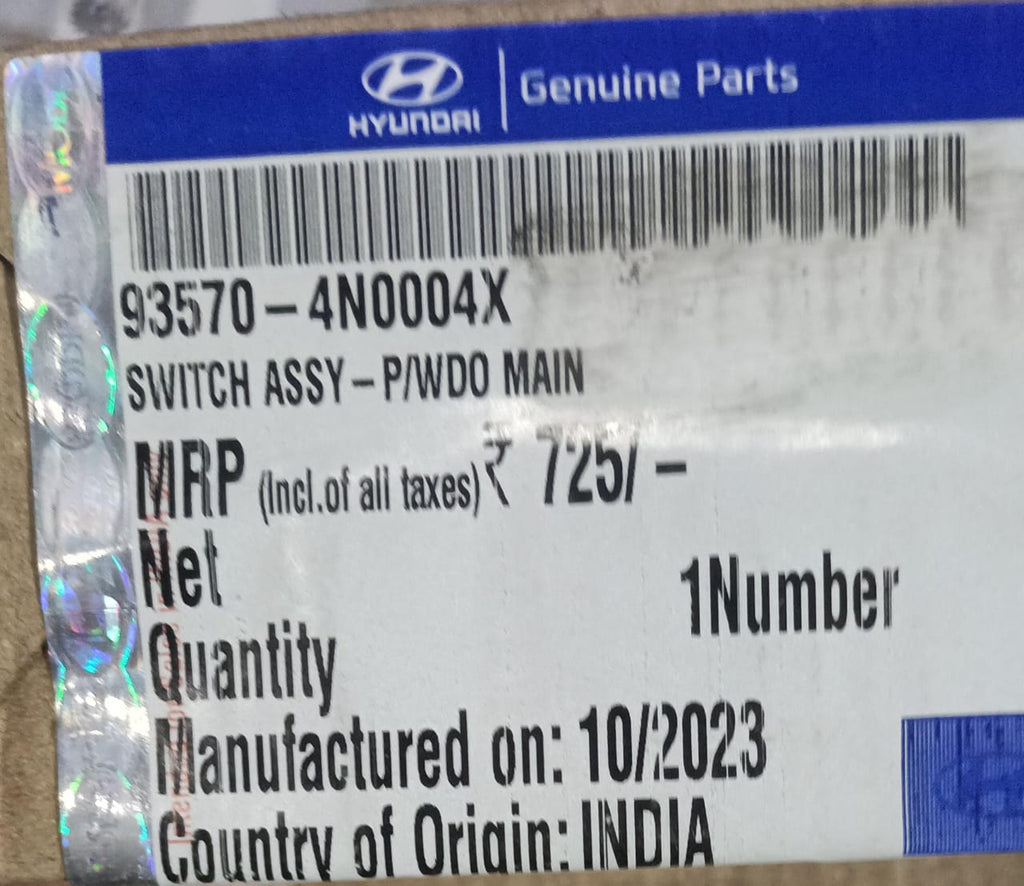 HYUNDAI
Genuine Parts
93570-4N0004X
SWITCH ASSY-P/WDO MAIN
MRP (Incl.of all taxes) ₹ 725/-
Net
Quantity
1Number
Manufactured on: 10/2023
Country of Origin: INDIA